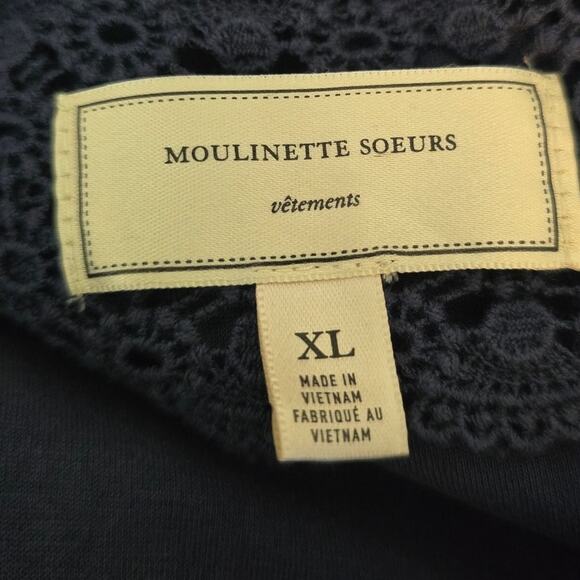 MOULINETTE SOEURS
vêtements
XL
MADE IN
VIETNAM
FABRIQUÉ AU
VIETNAM